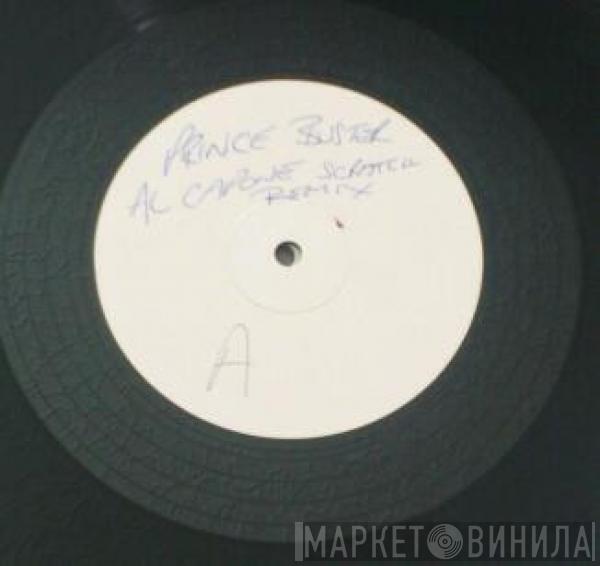 PRINCE BUSTER
AL CAPONE SCRATCH
REMIX
A
МАРКЕТ ВИНИЛА